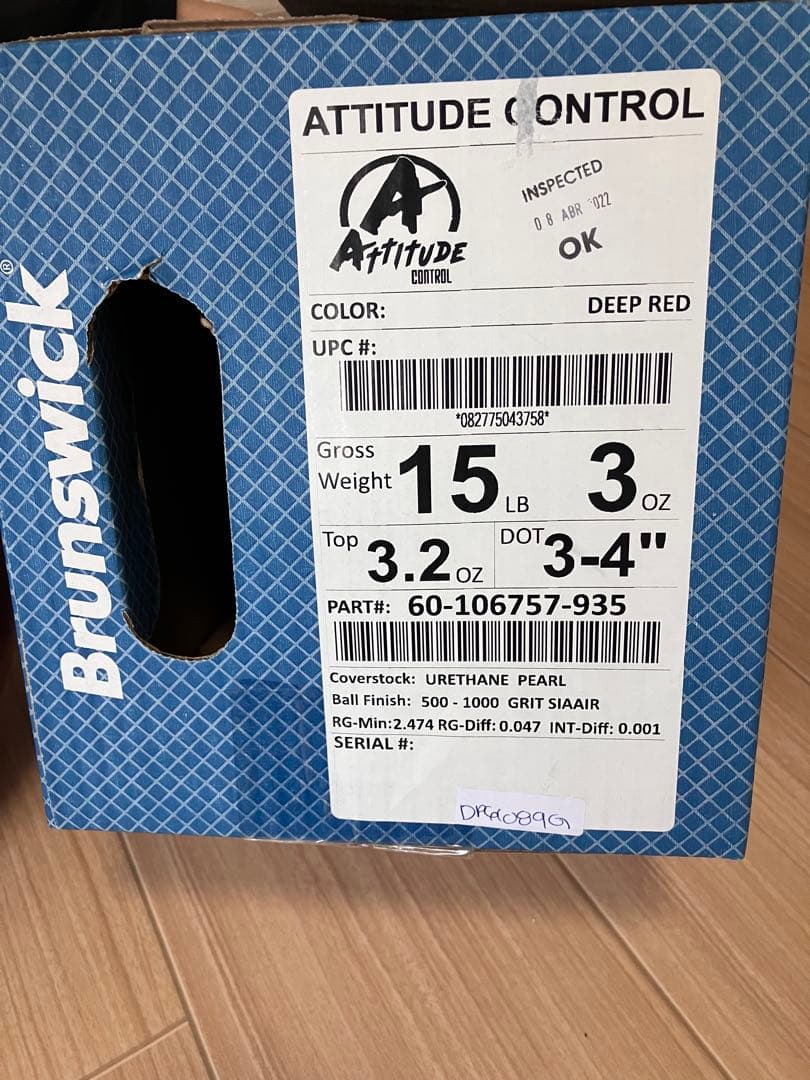 Brunswick®
ATTITUDE CONTROL
ATTITUDE
CONTROL
INSPECTED
08 ABR 2022
OK
COLOR: DEEP RED
UPC #:
*082775043758*
Gross Weight 15 LB 3 OZ
Top 3.2 OZ DOT 3-4"
PART#: 60-106757-935
Coverstock: URETHANE PEARL
Ball Finish: 500 - 1000 GRIT SIAAIR
RG-Min:2.474 RG-Diff: 0.047 INT-Diff: 0.001
SERIAL #: